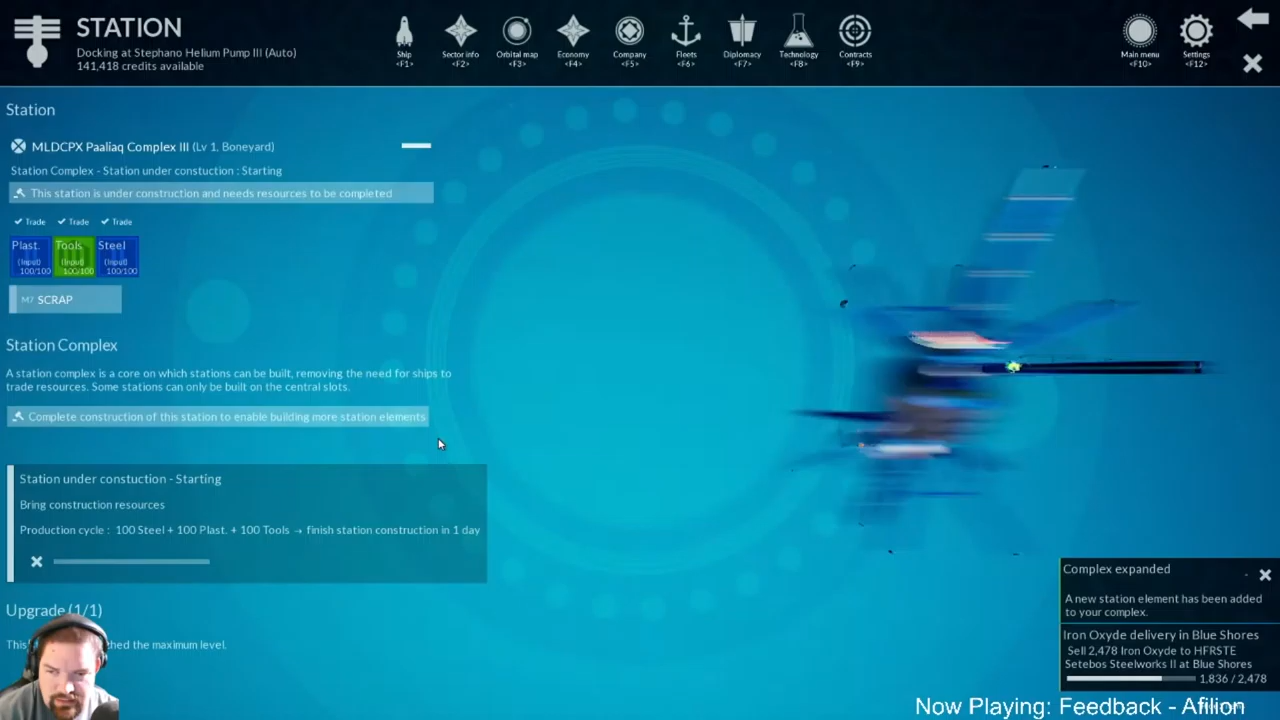 STATION
Docking at Stephano Helium Pump III (Auto)
141,418 credits available
Ship
<F1>
Sector info
<F2>
Orbital map
<F3>
Economy
<F4>
Company
<F5>
Fleets
<F6>
Diplomacy
<F7>
Technology
<F8>
Contracts
<F9>
Main menu
<F10>
Settings
<F12>
Station
MLDCPX Paaliaq Complex III (Lv 1, Boneyard)
Station Complex - Station under constuction : Starting
This station is under construction and needs resources to be completed
Trade Trade Trade
Plast. Tools Steel
(Input) (Input) (Input)
100/100 100/100 100/100
M7 SCRAP
Station Complex
A station complex is a core on which stations can be built, removing the need for ships to
trade resources. Some stations can only be built on the central slots.
Complete construction of this station to enable building more station elements
Station under constuction - Starting
Bring construction resources
Production cycle : 100 Steel + 100 Plast. + 100 Tools → finish station construction in 1 day
Upgrade (1/1)
This ched the maximum level.
Complex expanded
A new station element has been added
to your complex.
Iron Oxyde delivery in Blue Shores
Sell 2,478 Iron Oxyde to HFRSTE
Setebos Steelworks II at Blue Shores
1,836 / 2,478
Now Playing: Feedback - Afilion